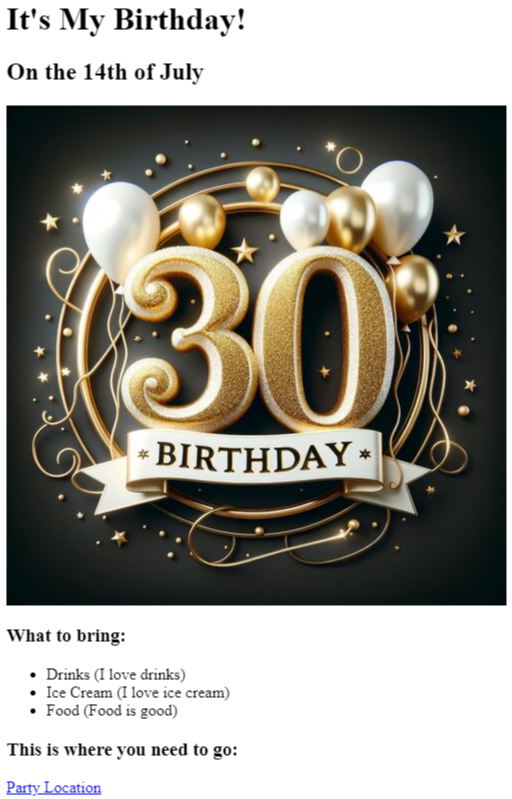 It's My Birthday!
On the 14th of July
30
BIRTHDAY
What to bring:
Drinks (I love drinks)
Ice Cream (I love ice cream)
Food (Food is good)
This is where you need to go:
Party Location